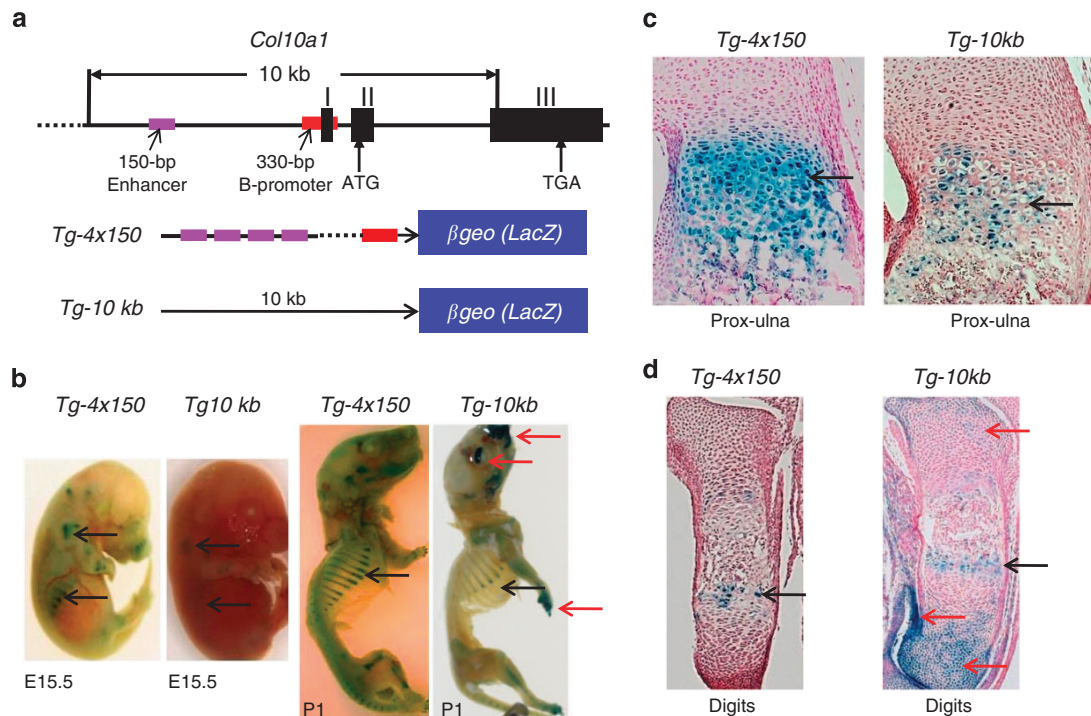 a
Col10a1
10 kb
I II III
150-bp
Enhancer
330-bp
B-promoter
ATG
TGA
Tg-4x150
βgeo (LacZ)
Tg-10 kb
10 kb
βgeo (LacZ)
b
Tg-4x150
Tg10 kb
Tg-4x150
Tg-10kb
E15.5
E15.5
P1
P1
c
Tg-4x150
Tg-10kb
Prox-ulna
Prox-ulna
d
Tg-4x150
Tg-10kb
Digits
Digits